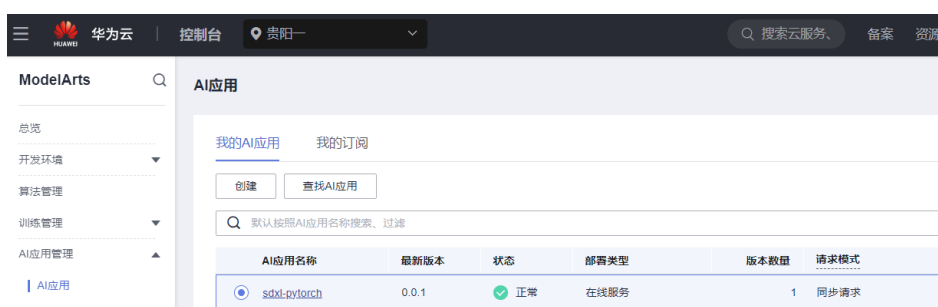 HUAWEI 华为云 控制台 贵阳一 搜索云服务、 备案 资源
ModelArts
AI应用
总览
开发环境
算法管理
训练管理
AI应用管理
AI应用
我的AI应用 我的订阅
创建 查找AI应用
默认按照AI应用名称搜索、过滤
AI应用名称 最新版本 状态 部署类型 版本数量 请求模式
sdxl-pytorch 0.0.1 正常 在线服务 1 同步请求